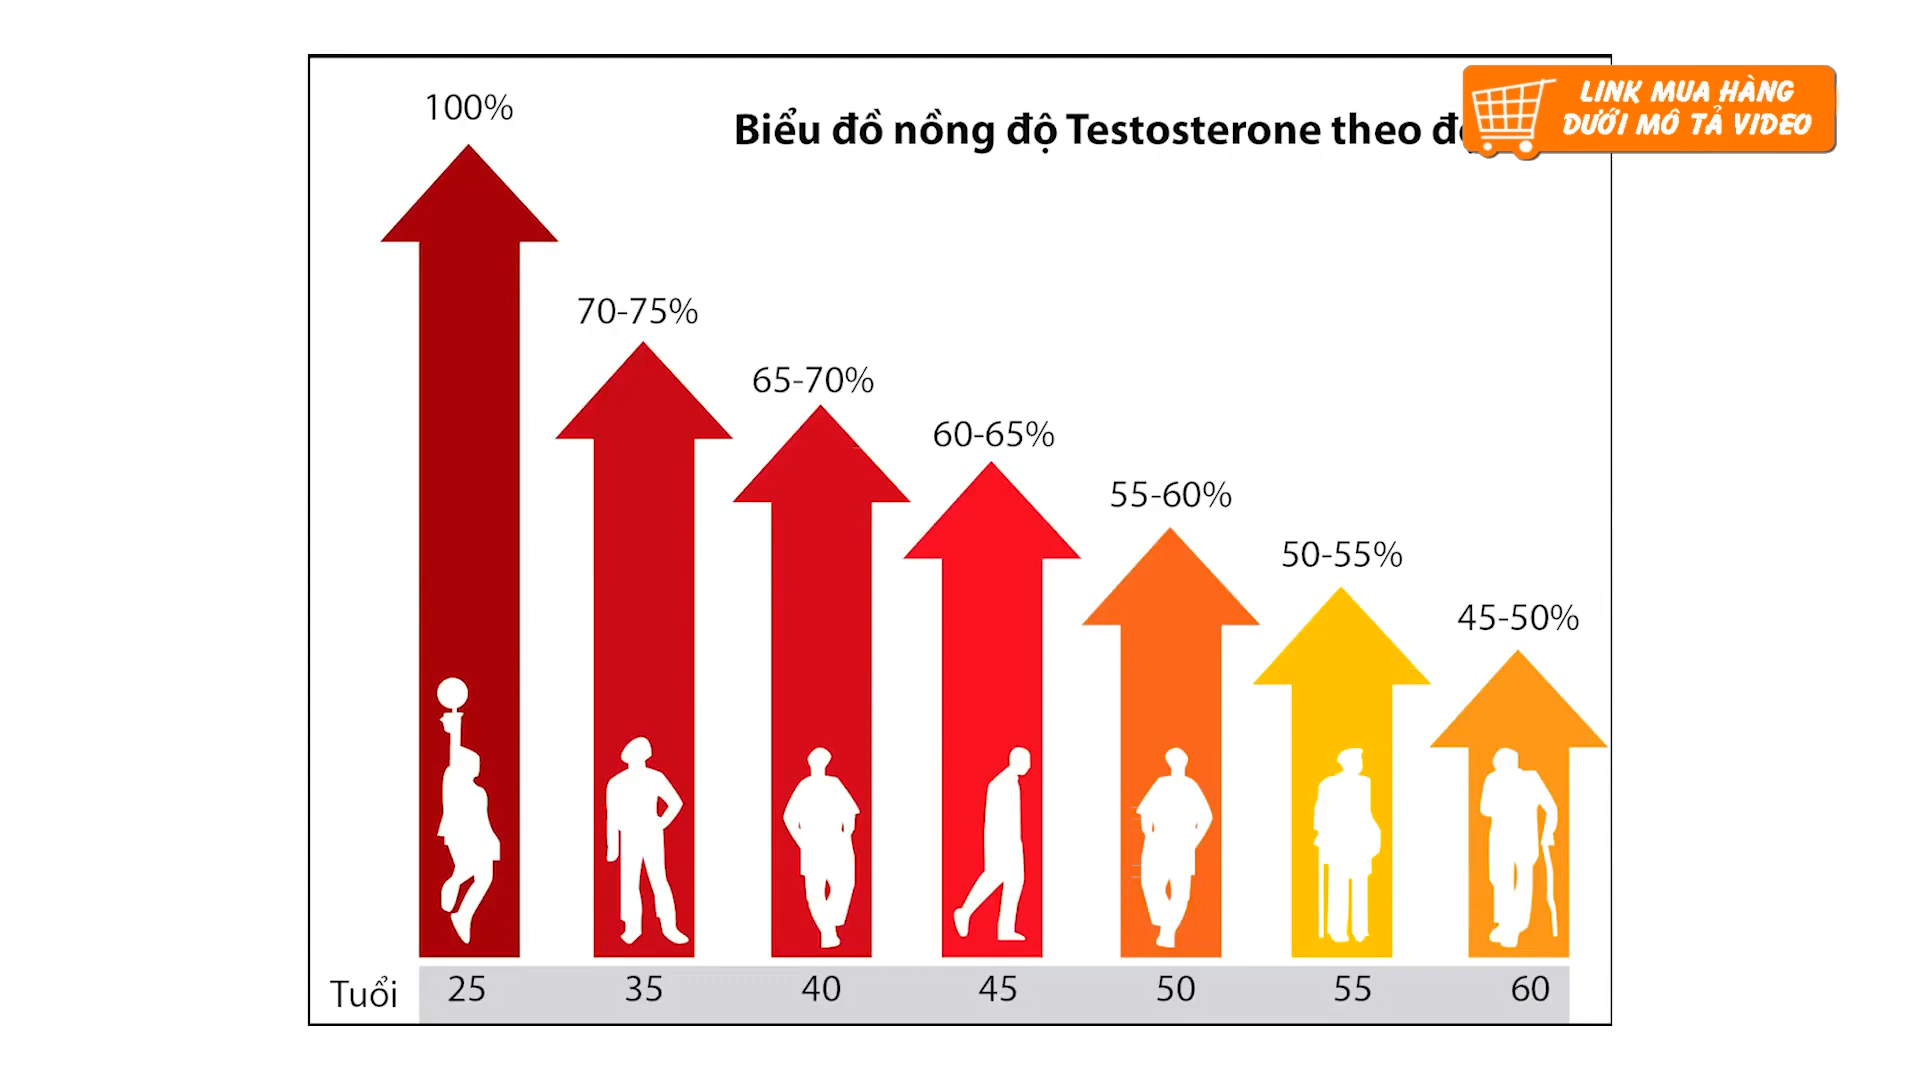 100%
Biểu đồ nồng độ Testosterone theo
LINK MUA HÀNG
DƯỚI MÔ TẢ VIDEO
70-75%
65-70%
60-65%
55-60%
50-55%
45-50%
Tuổi 25 35 40 45 50 55 60